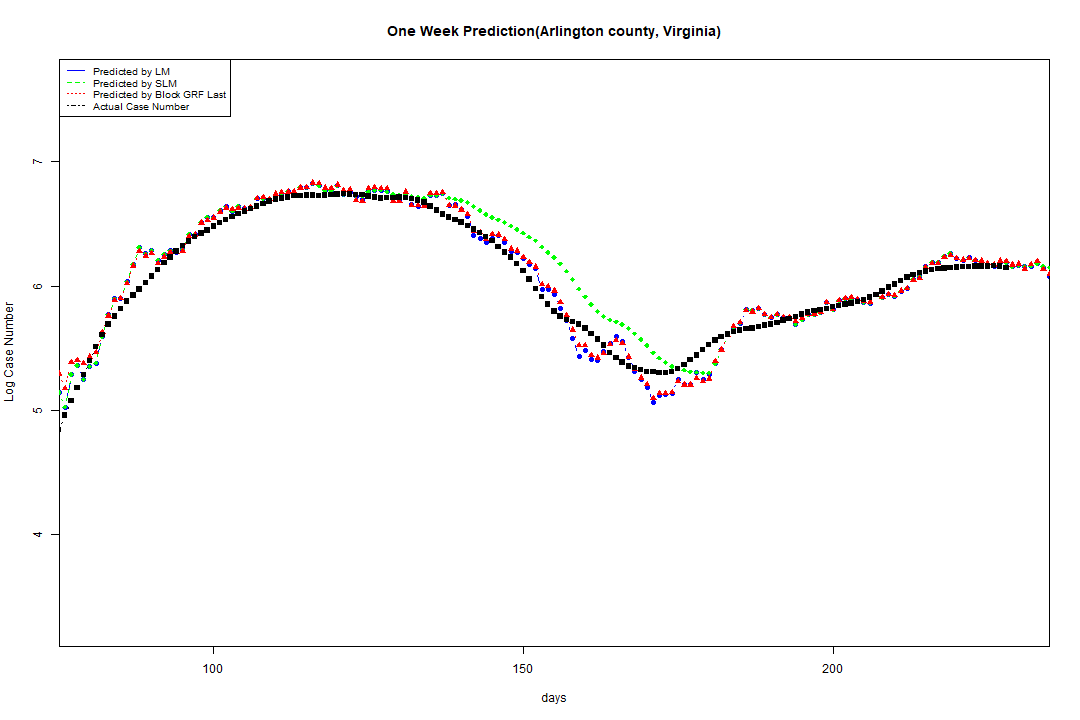 One Week Prediction(Arlington county, Virginia)
Predicted by LM
Predicted by SLM
Predicted by Block GRF Last
Actual Case Number
7
6
5
4
Log Case Number
100
150
200
days